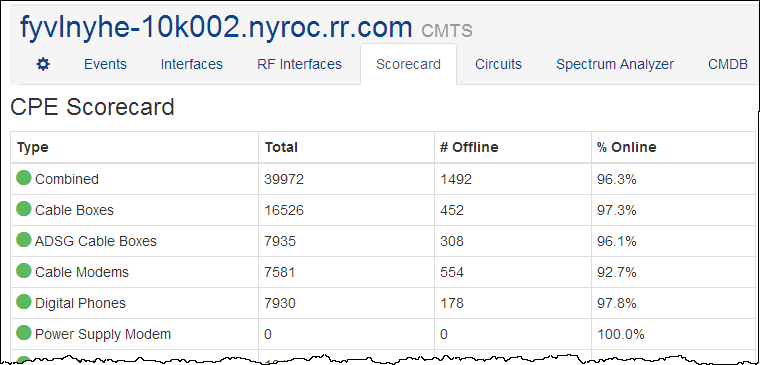 fyvlnyhe-10k002.nyroc.rr.com CMTS
Events Interfaces RF Interfaces Scorecard Circuits Spectrum Analyzer CMDB
CPE Scorecard
Type Total # Offline % Online
Combined 39972 1492 96.3%
Cable Boxes 16526 452 97.3%
ADSG Cable Boxes 7935 308 96.1%
Cable Modems 7581 554 92.7%
Digital Phones 7930 178 97.8%
Power Supply Modem 0 0 100.0%